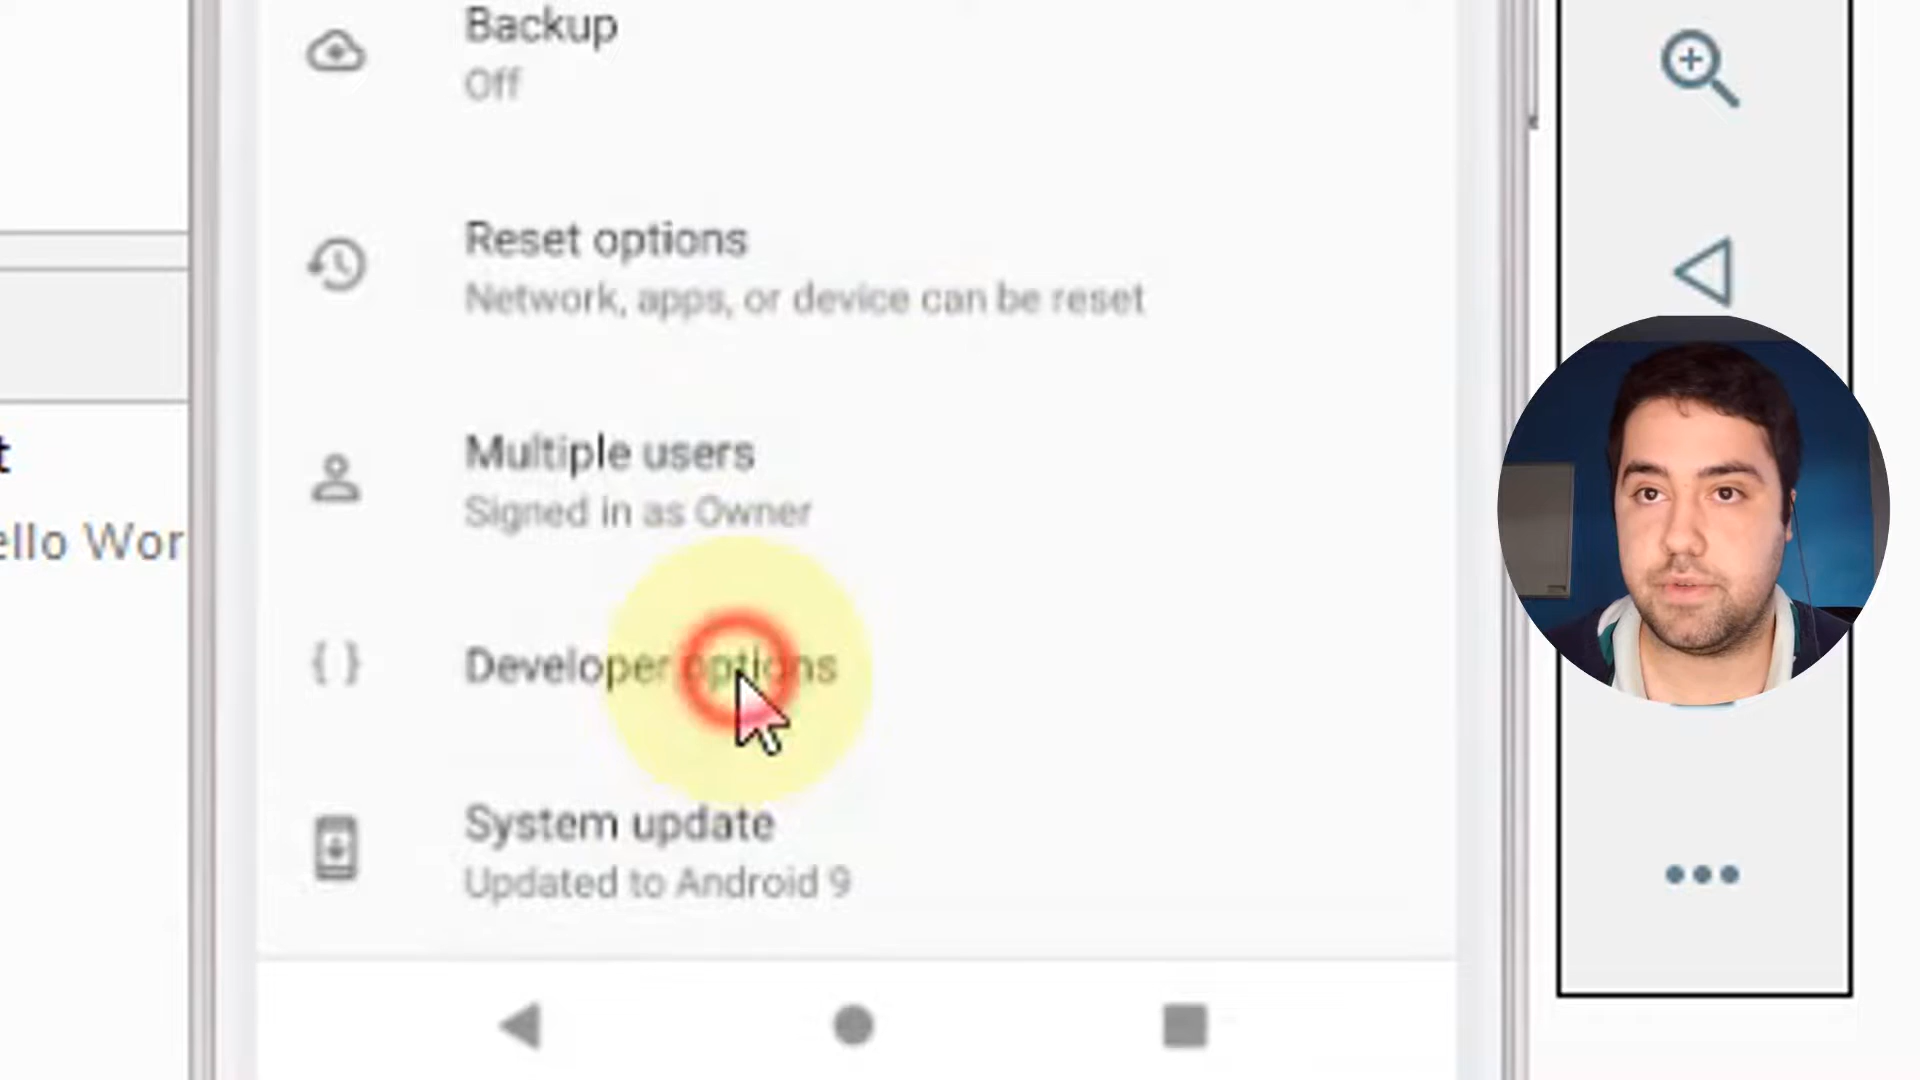 Backup
Off
Reset options
Network, apps, or device can be reset
Multiple users
Signed in as Owner
Developer options
System update
Updated to Android 9
t
ello Wor